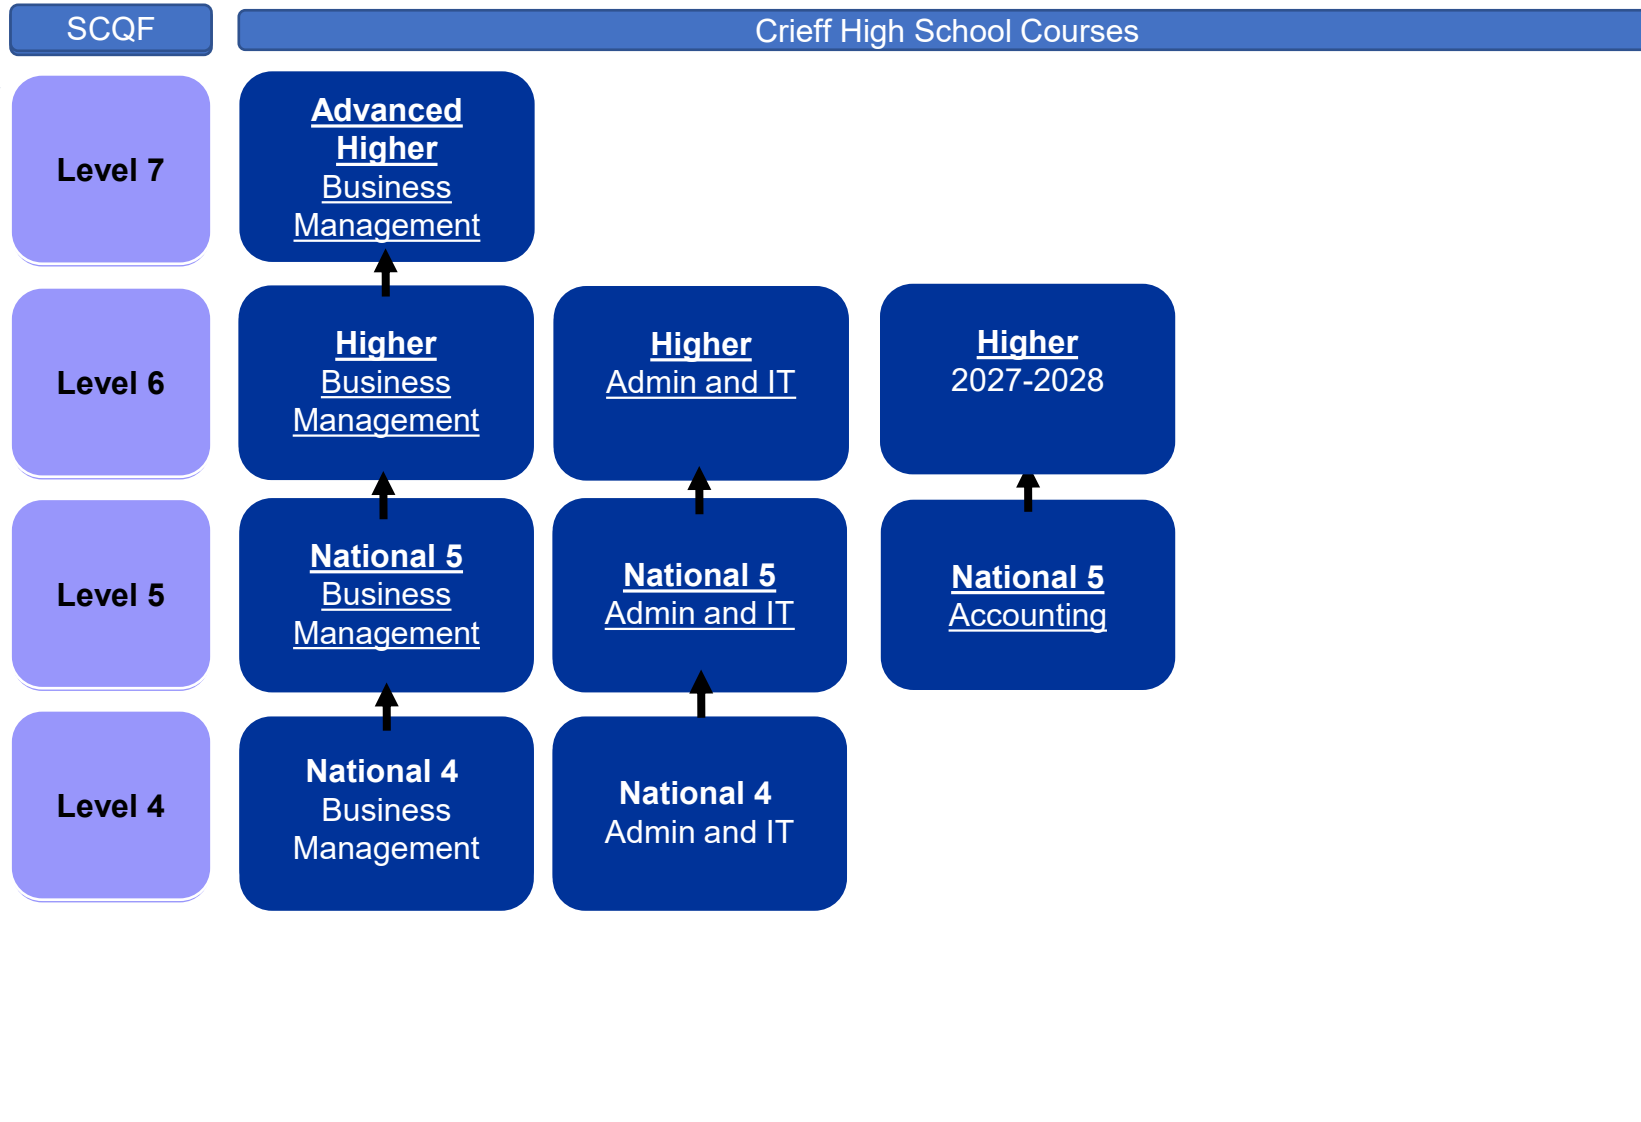 SCQF
Crieff High School Courses
Level 7
Advanced
Higher
Business
Management
Level 6
Higher
Business
Management
Higher
Admin and IT
Higher
2027-2028
Level 5
National 5
Business
Management
National 5
Admin and IT
National 5
Accounting
Level 4
National 4
Business
Management
National 4
Admin and IT